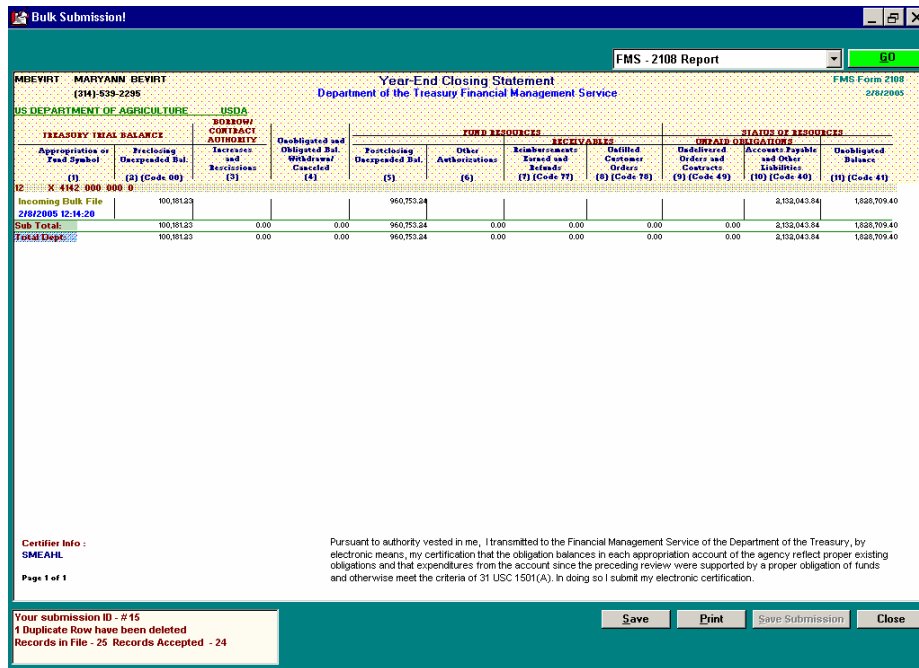 Bulk Submission!
FMS - 2108 Report
GO
MBEVIRT MARYANN BEVIRT
Year-End Closing Statement
FMS Form 2108
(314)-539-2295
Department of the Treasury Financial Management Service
2/8/2005
US DEPARTMENT OF AGRICULTURE USDA
TREASURY TRIAL BALANCE
BORROW/ CONTRACT AUTHORITY
FUND RESOURCES
STATUS OF RESOURCES
RECEIVABLES
UNPAID OBLIGATIONS
Appropriation or Fund Symbol (1)
Preclosing Unexpended Bal. (2) (Code 00)
Increases and Rescissions (3)
Unobligated and Obligated Bal. Withdrawn/ Canceled (4)
Postclosing Unexpended Bal. (5)
Other Authorizations (6)
Reimbursements Earned and Refunds (7) (Code 77)
Unfilled Customer Orders (8) (Code 78)
Undelivered Orders and Contracts (9) (Code 49)
Accounts Payable and Other Liabilities (10) (Code 40)
Unobligated Balance (11) (Code 41)
12 X 4142 000 000 0
Incoming Bulk File 100,181.23 960,753.24 2,132,043.84 1,828,709.40
2/8/2005 12:14:20
Sub Total: 100,181.23 0.00 0.00 960,753.24 0.00 0.00 0.00 0.00 2,132,043.84 1,828,709.40
Total Dept: 100,181.23 0.00 0.00 960,753.24 0.00 0.00 0.00 0.00 2,132,043.84 1,828,709.40
Certifier Info :
SMEAHL
Page 1 of 1
Pursuant to authority vested in me, I transmitted to the Financial Management Service of the Department of the Treasury, by
electronic means, my certification that the obligation balances in each appropriation account of the agency reflect proper existing
obligations and that expenditures from the account since the preceding review were supported by a proper obligation of funds
and otherwise meet the criteria of 31 USC 1501(A). In doing so I submit my electronic certification.
Your submission ID - #15
1 Duplicate Row have been deleted
Records in File - 25 Records Accepted - 24
Save
Print
Save Submission
Close